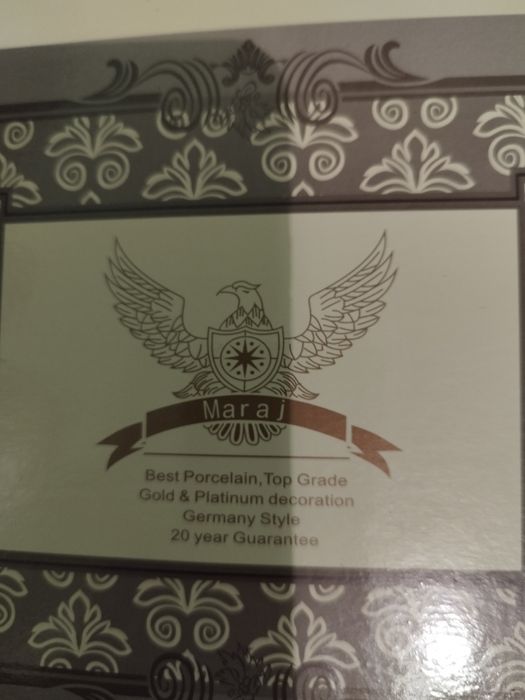 Maraj
Best Porcelain,Top Grade
Gold & Platinum decoration
Germany Style
20 year Guarantee